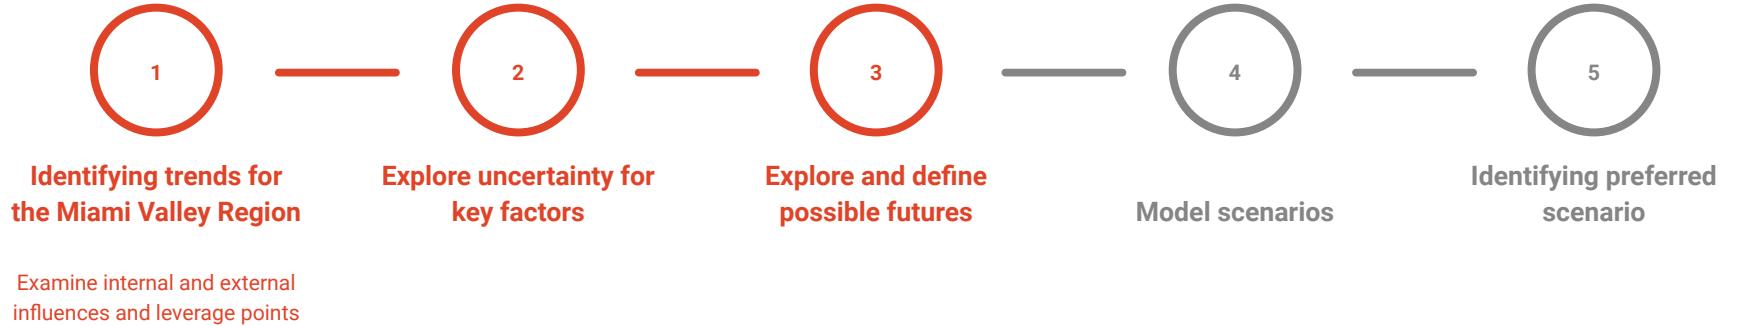 1
2
3
4
5
Identifying trends for
the Miami Valley Region
Explore uncertainty for
key factors
Explore and define
possible futures
Model scenarios
Identifying preferred
scenario
Examine internal and external
influences and leverage points